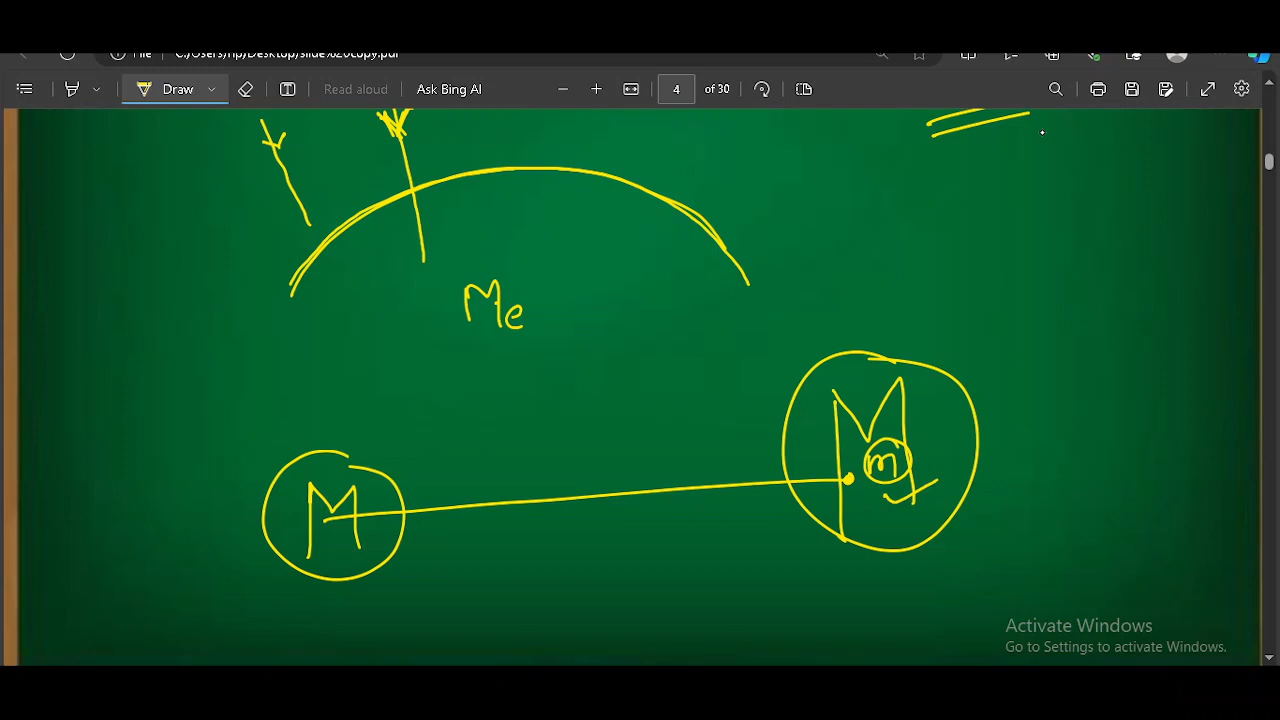 File C:/Users/hp/Desktop/slide%20copy.pdf
Draw Read aloud Ask Bing AI 4 of 30
Me
M
m
M
Activate Windows
Go to Settings to activate Windows.